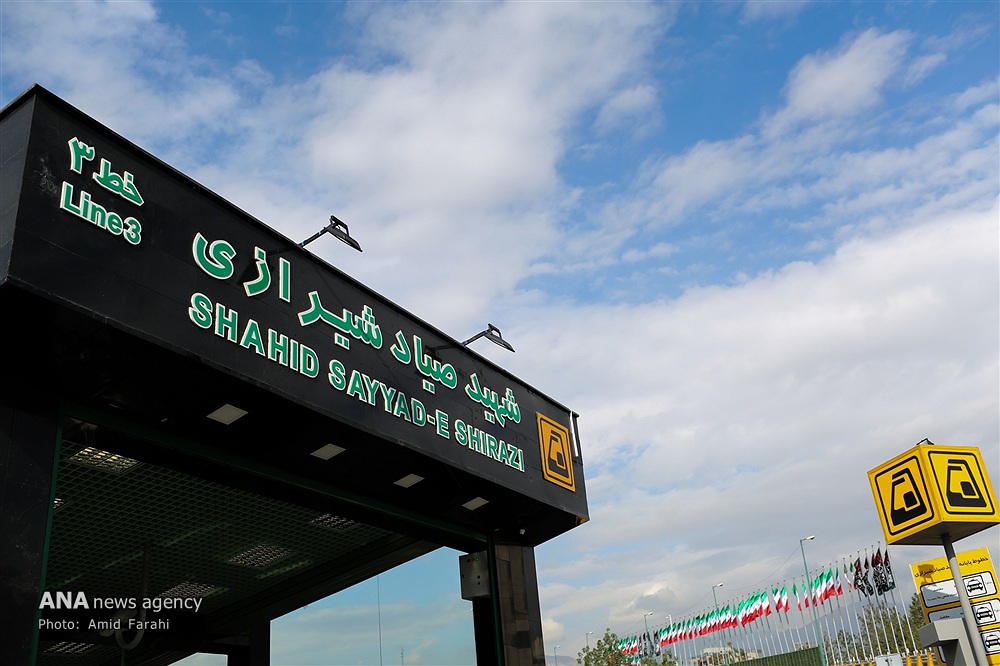 خط ۳
Line3
شهید صیاد شیرازی
SHAHID SAYYAD-E SHIRAZI
ANA news agency
Photo: Amid Farahi